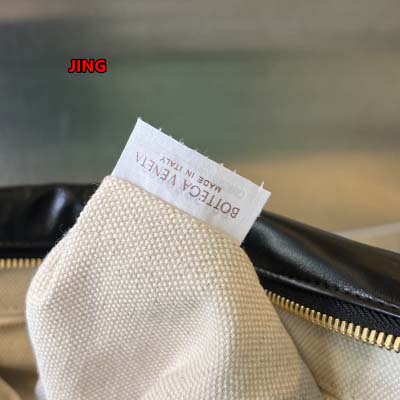 JING
BOTTEGA VENETA
MADE IN ITALY